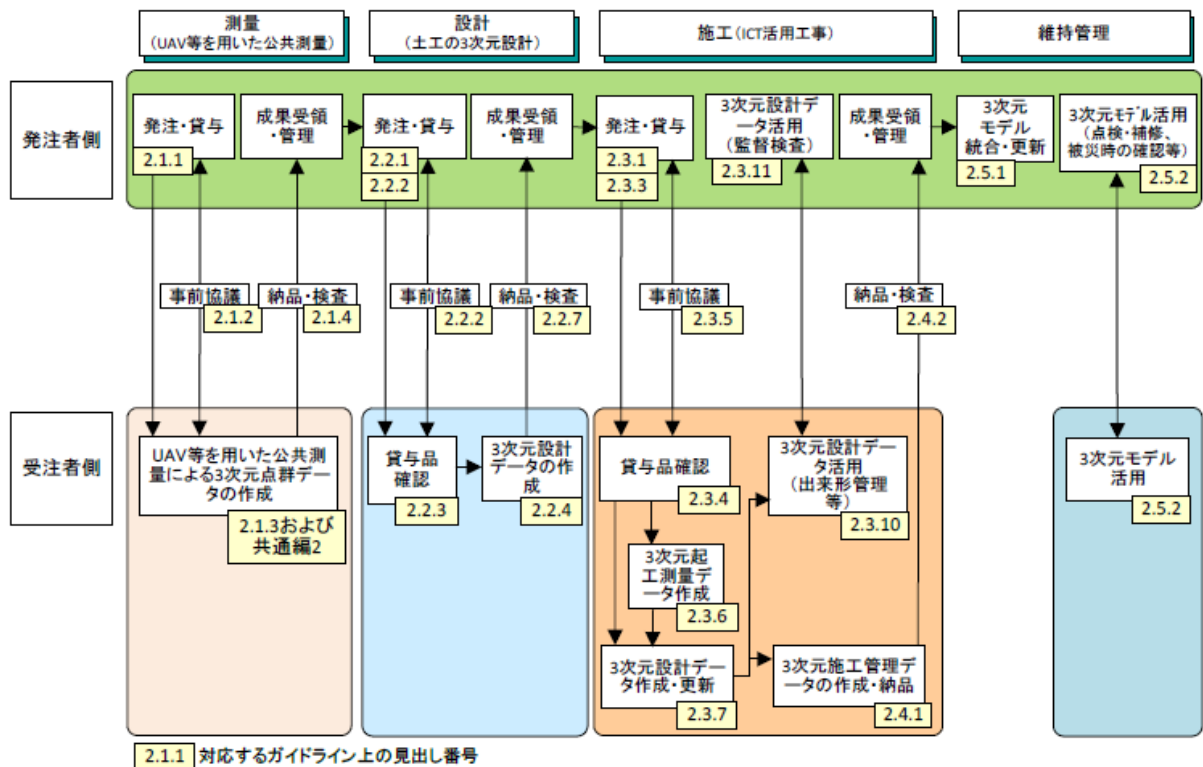 測量
(UAV等を用いた公共測量)
設計
(土工の3次元設計)
施工(ICT活用工事)
維持管理
発注者側
発注・貸与
2.1.1
成果受領
・管理
発注・貸与
2.2.1
2.2.2
成果受領
・管理
発注・貸与
2.3.1
2.3.3
3次元設計デ
ータ活用
(監督検査)
2.3.11
成果受領
・管理
3次元
モデル
統合・更新
2.5.1
3次元モデル活用
(点検・補修、
被災時の確認等)
2.5.2
事前協議
2.1.2
納品・検査
2.1.4
事前協議
2.2.2
納品・検査
2.2.7
事前協議
2.3.5
納品・検査
2.4.2
受注者側
UAV等を用いた公共測
量による3次元点群デー
タの作成
2.1.3および
共通編2
貸与品
確認
2.2.3
3次元設計
データの作
成
2.2.4
貸与品確認
2.3.4
3次元設計デー
タ活用
(出来形管理
等)
2.3.10
3次元起
工測量デ
ータ作成
2.3.6
3次元設計デー
タ作成・更新
2.3.7
3次元施工管理デ
ータの作成・納品
2.4.1
3次元モデル
活用
2.5.2
2.1.1 対応するガイドライン上の見出し番号